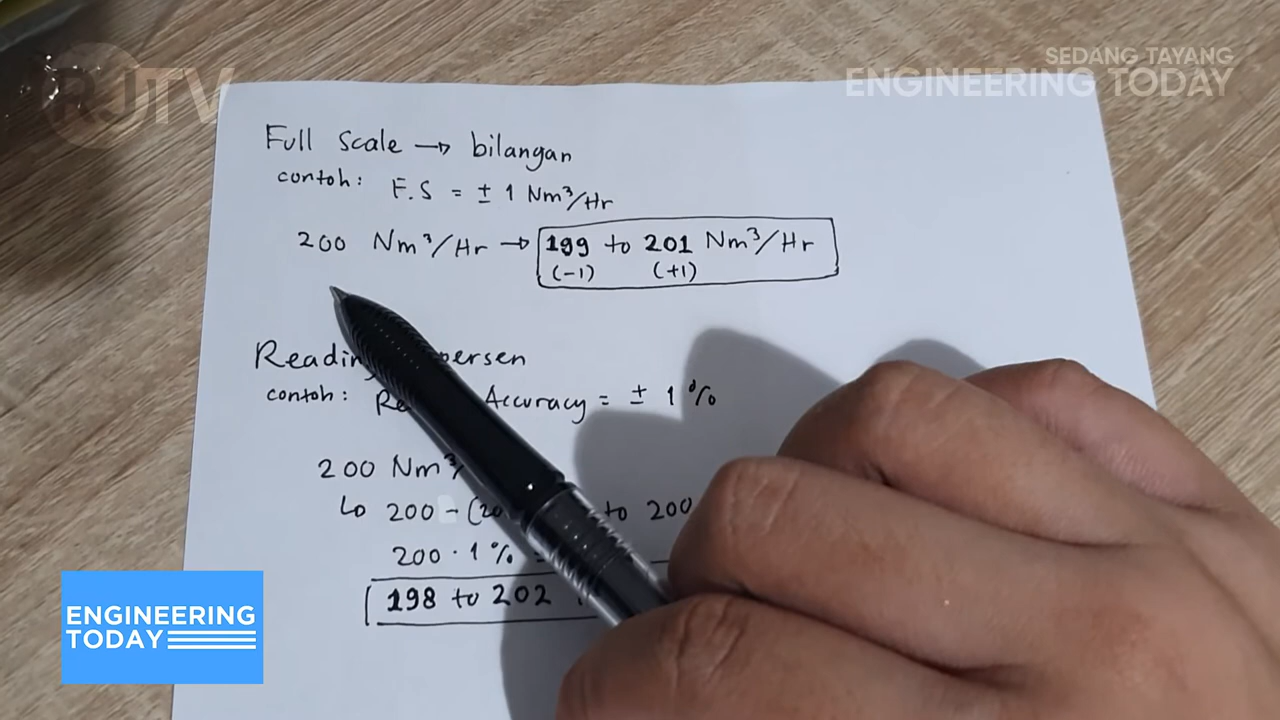 RJTV
SEDANG TAYANG
ENGINEERING TODAY
Full Scale → bilangan
contoh: F.S = ± 1 Nm³/Hr
200 Nm³/Hr → 199 to 201 Nm³/Hr
(-1) (+1)
persen
contoh: Accuracy = ± 1 %
200 Nm³
↳ 200 - to 200
200 · 1 %
198 to 202
ENGINEERING
TODAY